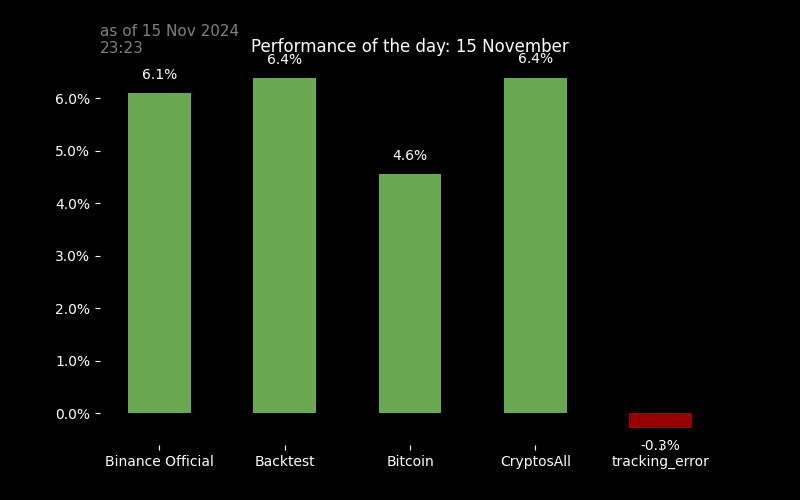 as of 15 Nov 2024
23:23
Performance of the day: 15 November
6.1%
6.4%
4.6%
6.4%
-0.3%
6.0%
5.0%
4.0%
3.0%
2.0%
1.0%
0.0%
Binance Official
Backtest
Bitcoin
CryptosAll
tracking_error